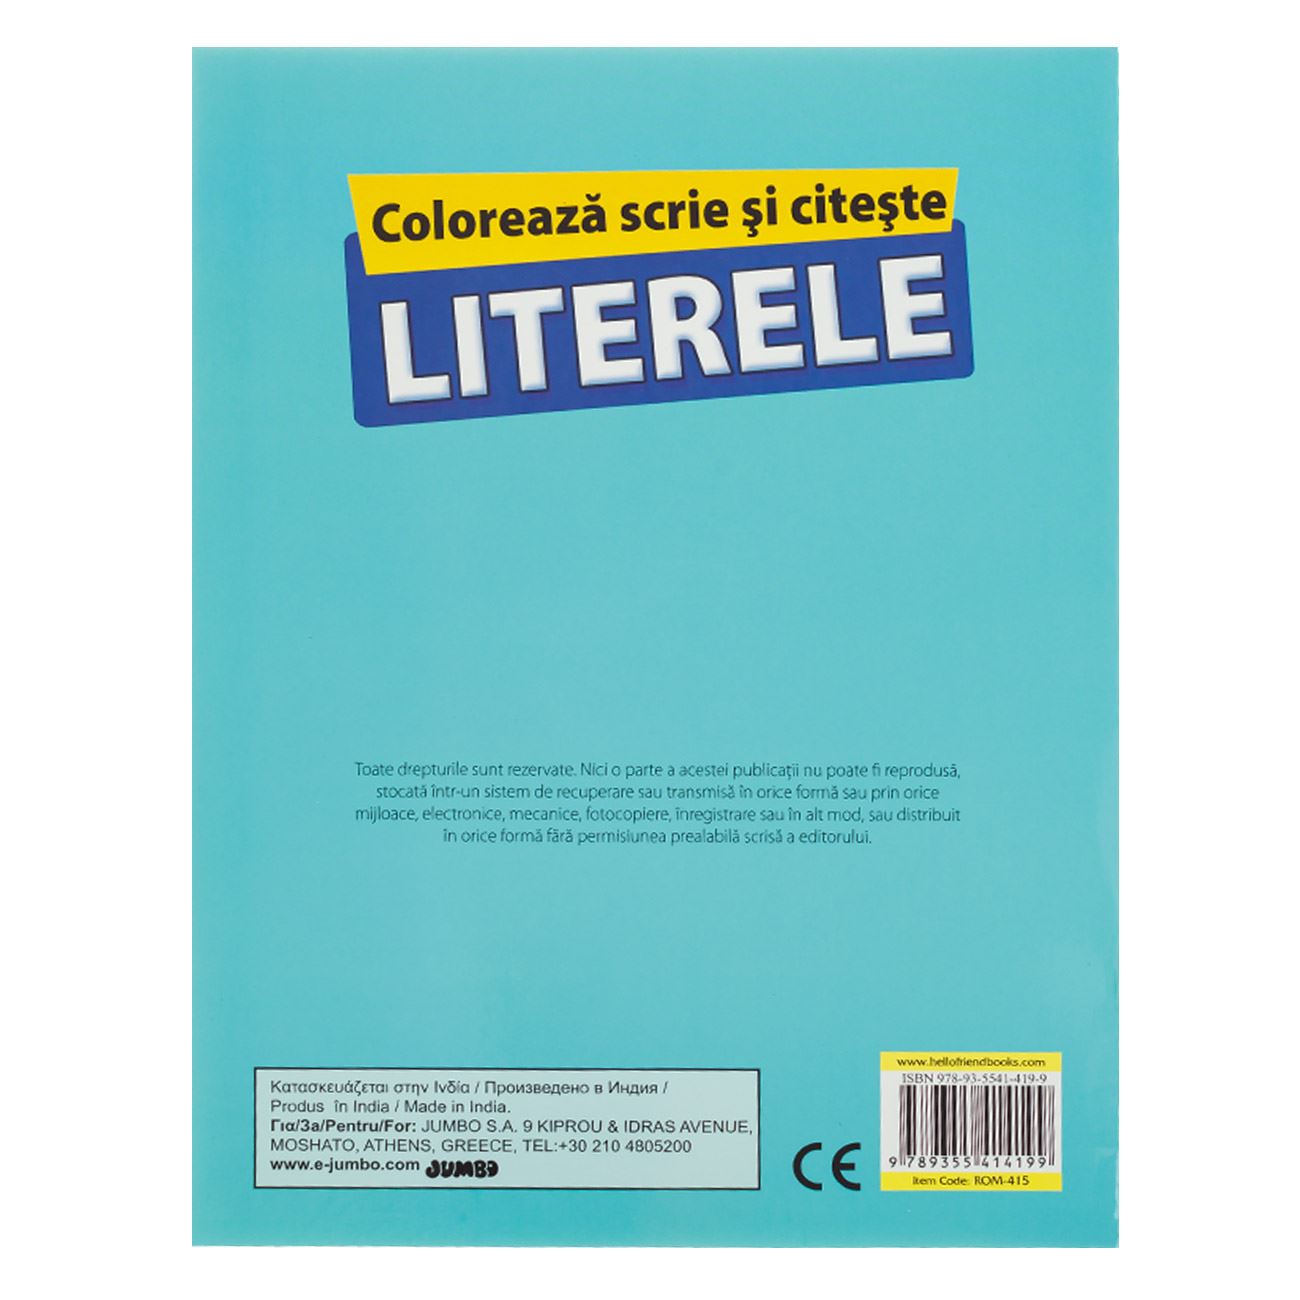 Colorează scrie şi citeşte
LITERELE
Toate drepturile sunt rezervate. Nici o parte a acestei publicații nu poate fi reprodusă,
stocată într-un sistem de recuperare sau transmisă în orice formă sau prin orice
mijloace, electronice, mecanice, fotocopiere, înregistrare sau în alt mod, sau distribuit
în orice formă fără permisiunea prealabilă scrisă a editorului.
Κατασκευάζεται στην Ινδία / Произведено в Индия /
Produs în India / Made in India.
Για/За/Pentru/For: JUMBO S.A. 9 KIPROU & IDRAS AVENUE,
MOSHATO, ATHENS, GREECE, TEL:+30 210 4805200
www.e-jumbo.com JUMBO
CE
www.hellofriendbooks.com
ISBN 978-93-5541-419-9
9 789355 414199
Item Code: ROM-415